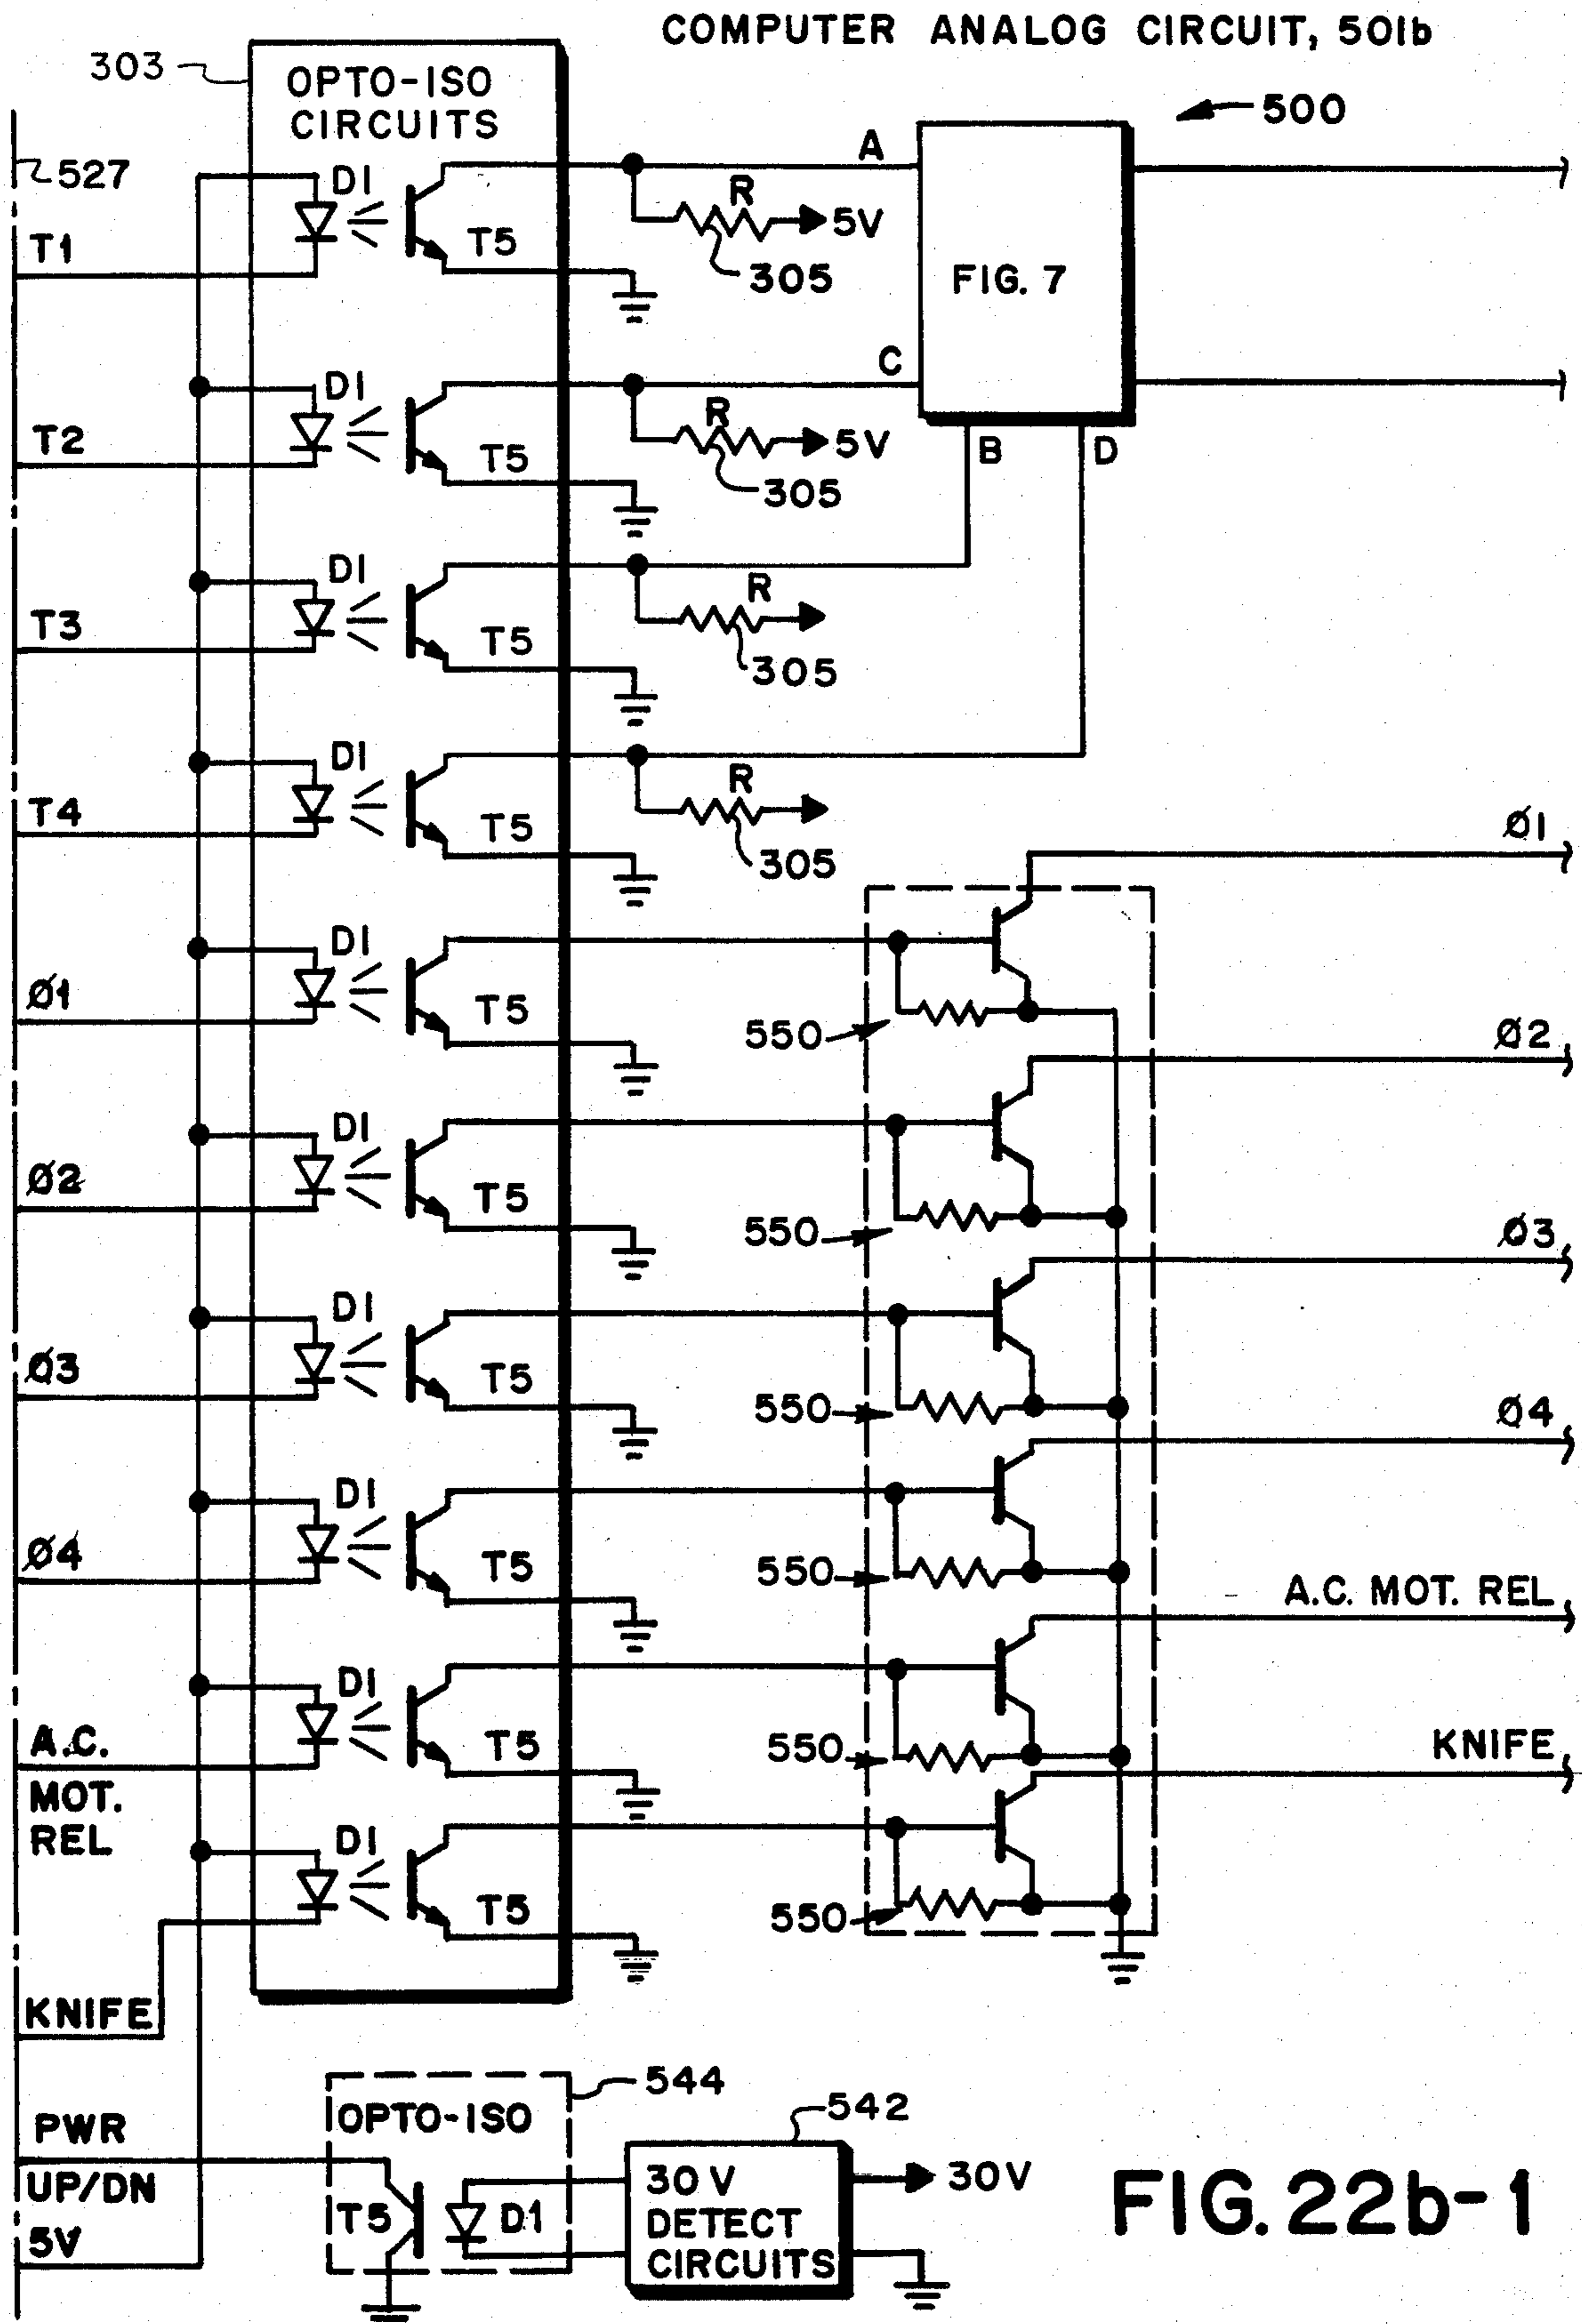 COMPUTER ANALOG CIRCUIT, 501b
303
OPTO-ISO
CIRCUITS
500
527
A
D1
R
5V
T5
T1
305
FIG. 7
C
D1
R
5V
T2
T5
305
B
D
D1
R
T3
T5
305
D1
R
T4
T5
305
Ø1
D1
Ø1
T5
550
Ø2
D1
Ø2
T5
550
Ø3
D1
Ø3
T5
550
Ø4
D1
Ø4
T5
550
A.C. MOT. REL
D1
A.C.
MOT.
REL
T5
550
KNIFE
D1
T5
550
KNIFE
544
OPTO-ISO
542
PWR
UP/DN
5V
T5
D1
30 V
DETECT
CIRCUITS
30V
FIG. 22b-1